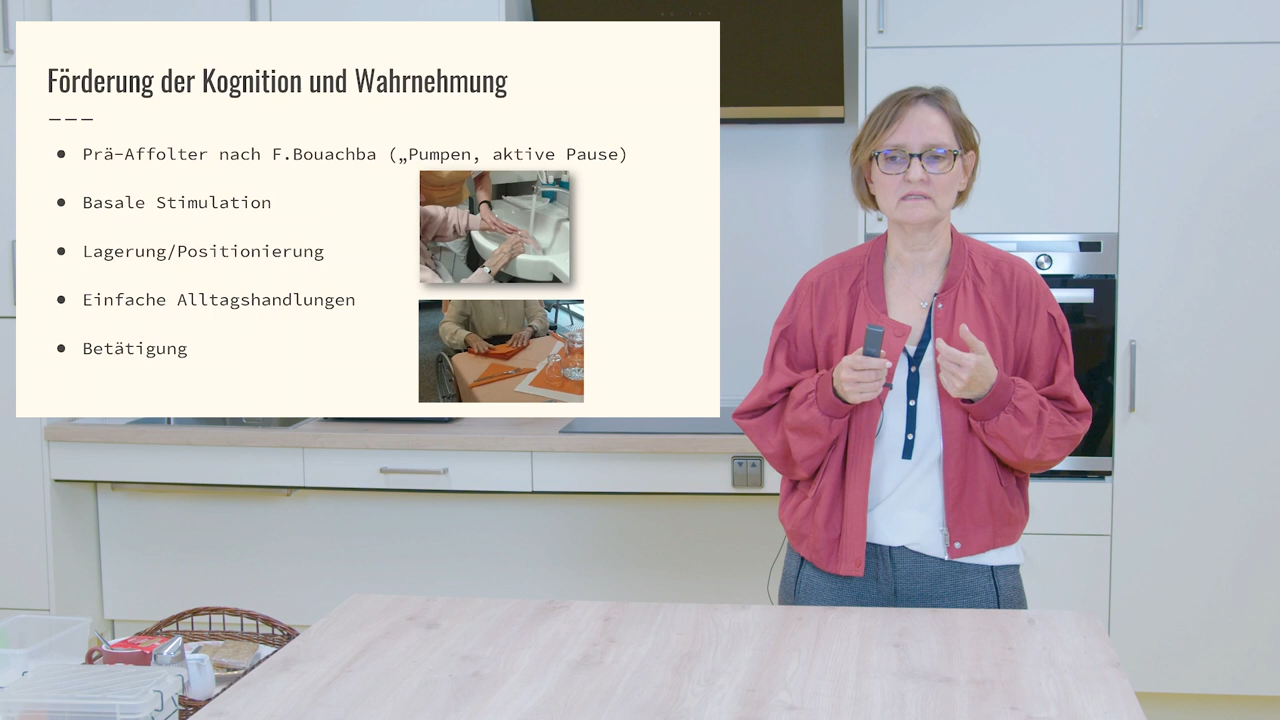 Förderung der Kognition und Wahrnehmung
Prä-Affolter nach F.Bouachba („Pumpen, aktive Pause)
Basale Stimulation
Lagerung/Positionierung
Einfache Alltagshandlungen
Betätigung